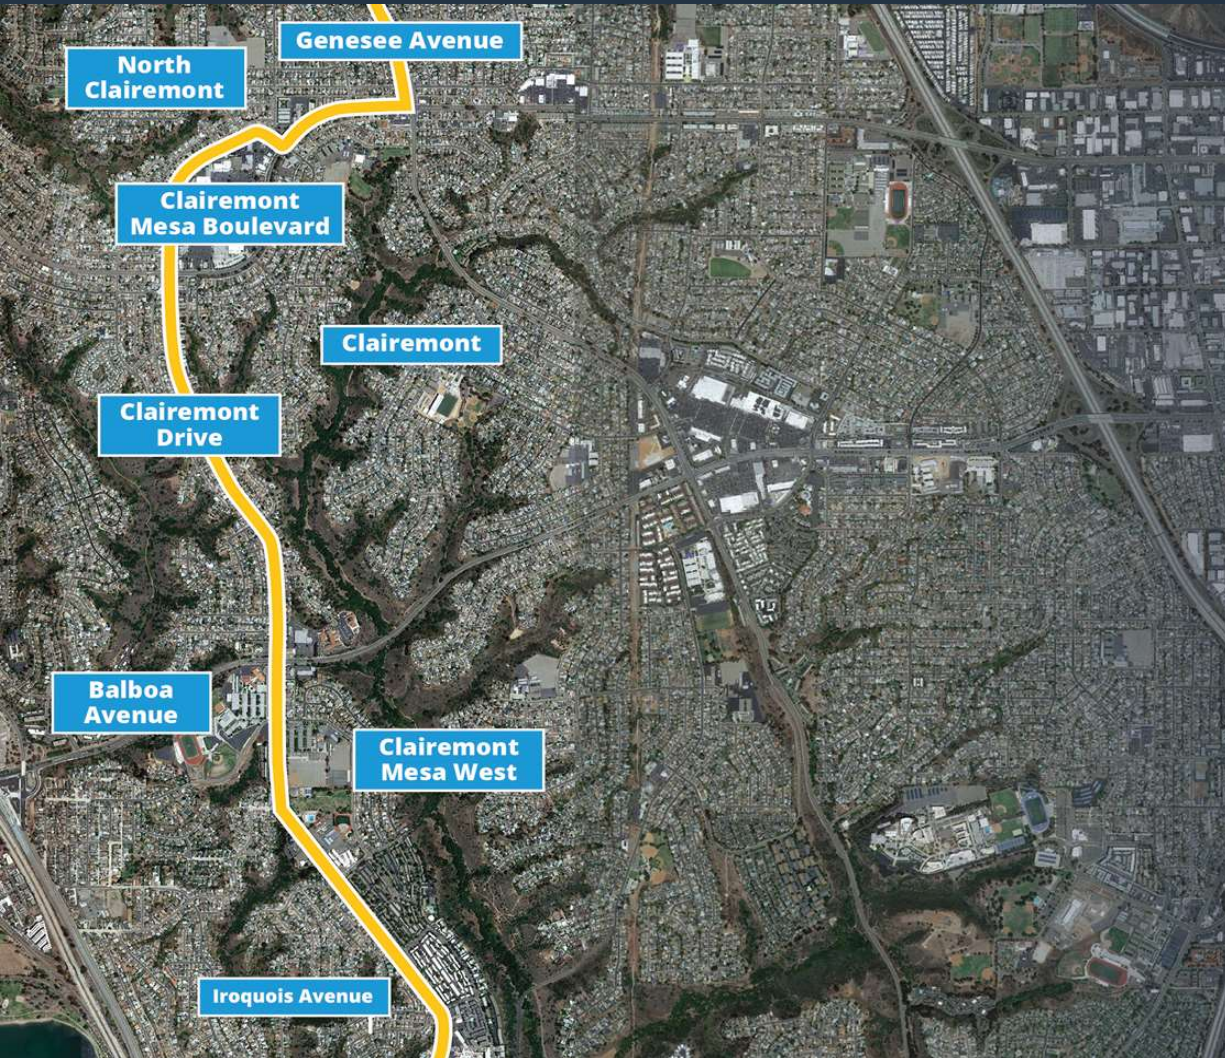 Genesee Avenue
North
Clairemont
Clairemont
Mesa Boulevard
Clairemont
Clairemont
Drive
Balboa
Avenue
Clairemont
Mesa West
Iroquois Avenue